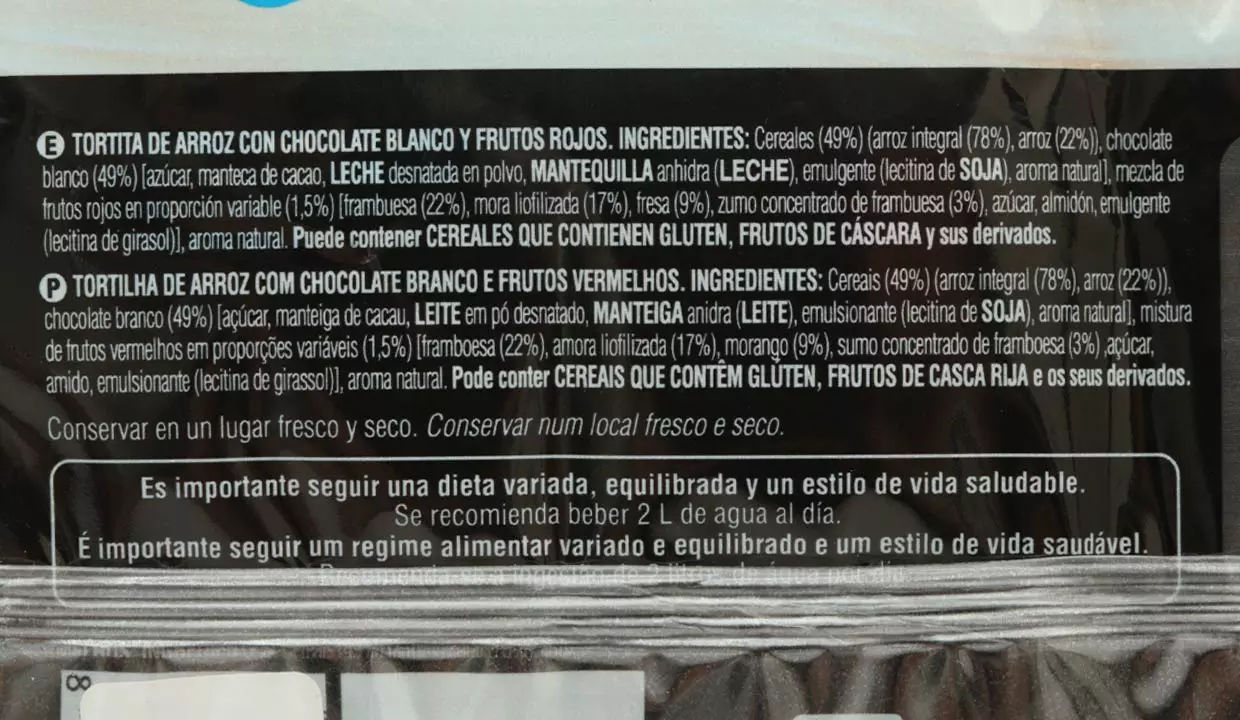 E TORTITA DE ARROZ CON CHOCOLATE BLANCO Y FRUTOS ROJOS. INGREDIENTES: Cereales (49%) (arroz integral (78%), arroz (22%)), chocolate
blanco (49%) [azúcar, manteca de cacao, LECHE desnatada en polvo, MANTEQUILLA anhidra (LECHE), emulgente (lecitina de SOJA), aroma natural], mezcla de
frutos rojos en proporción variable (1,5%) [frambuesa (22%), mora liofilizada (17%), fresa (9%), zumo concentrado de frambuesa (3%), azúcar, almidón, emulgente
(lecitina de girasol)], aroma natural. Puede contener CEREALES QUE CONTIENEN GLUTEN, FRUTOS DE CÁSCARA y sus derivados.
P TORTILHA DE ARROZ COM CHOCOLATE BRANCO E FRUTOS VERMELHOS. INGREDIENTES: Cereais (49%) (arroz integral (78%), arroz (22%)),
chocolate branco (49%) [açúcar, manteiga de cacau, LEITE em pó desnatado, MANTEIGA anidra (LEITE), emulsionante (lecitina de SOJA), aroma natural], mistura
de frutos vermelhos em proporções variáveis (1,5%) [framboesa (22%), amora liofilizada (17%), morango (9%), sumo concentrado de framboesa (3%) ,açúcar,
amido, emulsionante (lecitina de girassol)], aroma natural. Pode conter CEREAIS QUE CONTÊM GLÚTEN, FRUTOS DE CASCA RIJA e os seus derivados.
Conservar en un lugar fresco y seco. Conservar num local fresco e seco.
Es importante seguir una dieta variada, equilibrada y un estilo de vida saludable.
Se recomienda beber 2 L de agua al día.
É importante seguir um regime alimentar variado e equilibrado e um estilo de vida saudável.
de água por dia
8